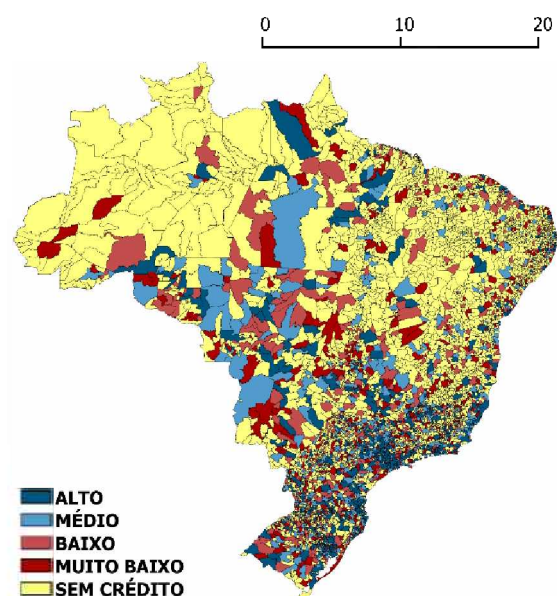 0 10 20
ALTO
MÉDIO
BAIXO
MUITO BAIXO
SEM CRÉDITO